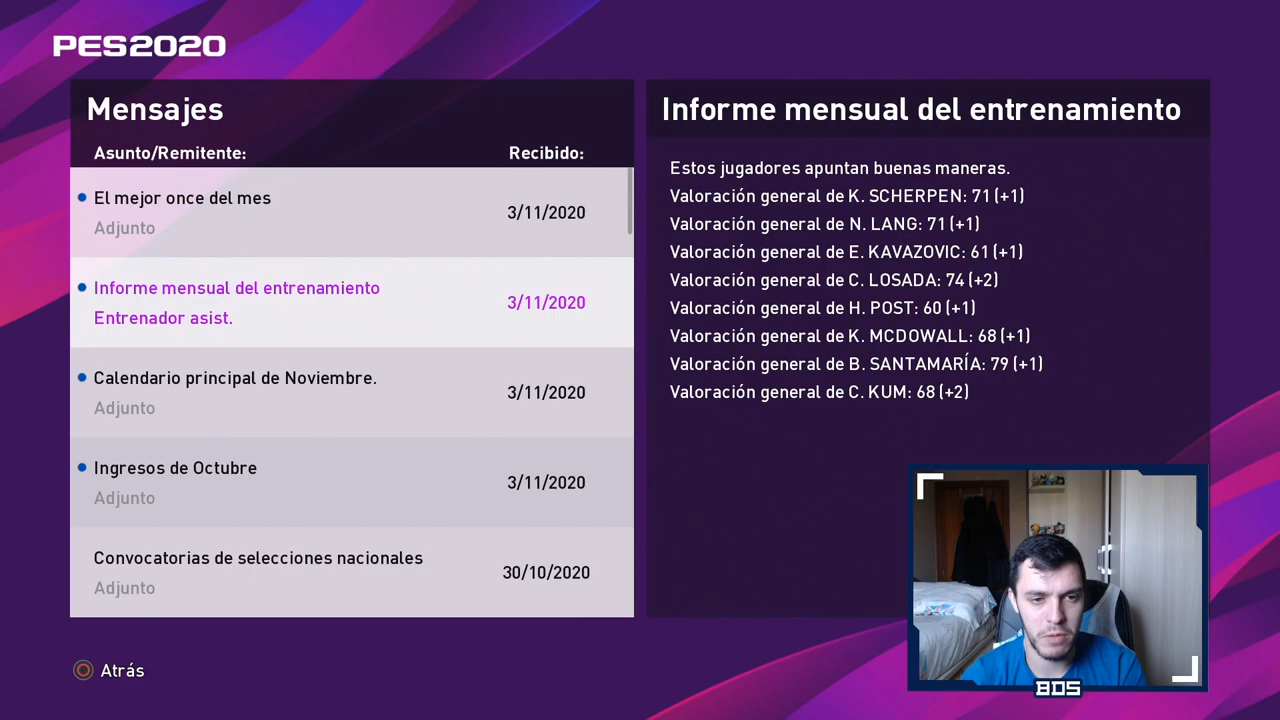 PES2020
Mensajes
Asunto/Remitente: Recibido:
El mejor once del mes
Adjunto
3/11/2020
Informe mensual del entrenamiento
Entrenador asist.
3/11/2020
Calendario principal de Noviembre.
Adjunto
3/11/2020
Ingresos de Octubre
Adjunto
3/11/2020
Convocatorias de selecciones nacionales
Adjunto
30/10/2020
Informe mensual del entrenamiento
Estos jugadores apuntan buenas maneras.
Valoración general de K. SCHERPEN: 71 (+1)
Valoración general de N. LANG: 71 (+1)
Valoración general de E. KAVAZOVIC: 61 (+1)
Valoración general de C. LOSADA: 74 (+2)
Valoración general de H. POST: 60 (+1)
Valoración general de K. MCDOWALL: 68 (+1)
Valoración general de B. SANTAMARÍA: 79 (+1)
Valoración general de C. KUM: 68 (+2)
Atrás
BDS